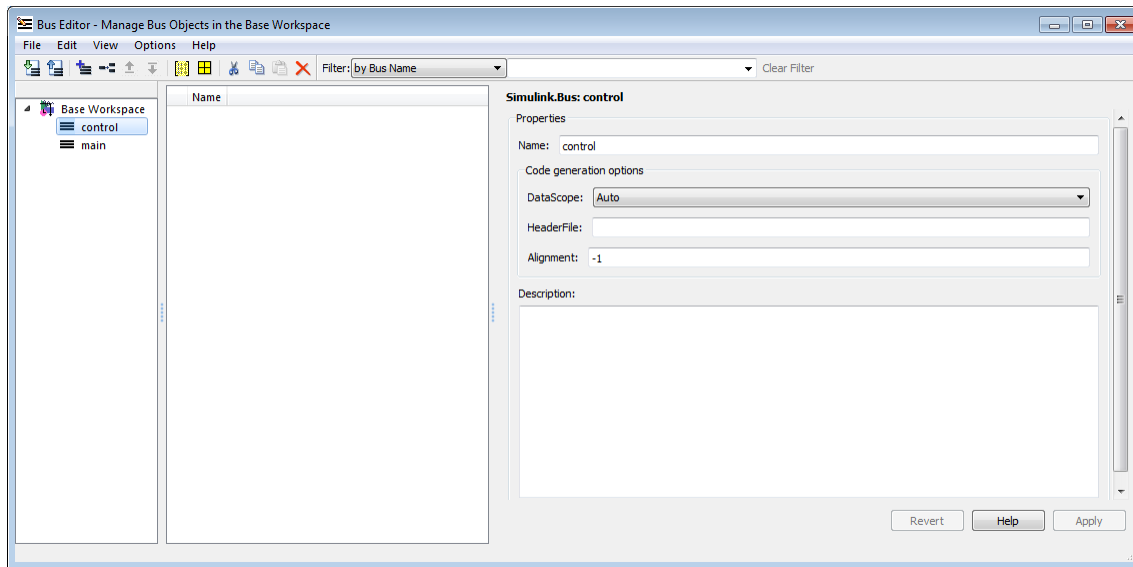 Bus Editor - Manage Bus Objects in the Base Workspace
File Edit View Options Help
Filter: by Bus Name Clear Filter
Base Workspace
control
main
Name
Simulink.Bus: control
Properties
Name: control
Code generation options
DataScope: Auto
HeaderFile:
Alignment: -1
Description:
Revert Help Apply